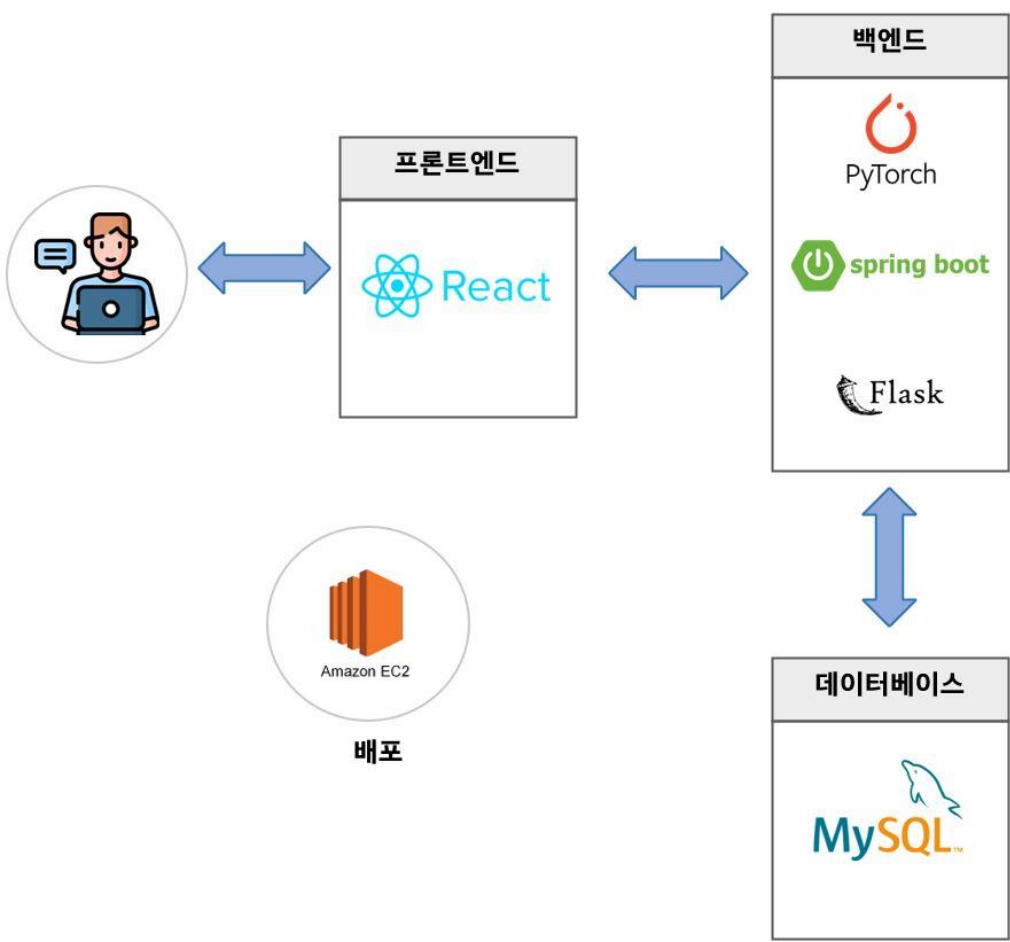 백엔드
PyTorch
프론트엔드
spring boot
React
Flask
Amazon EC2
배포
데이터베이스
MySQL™